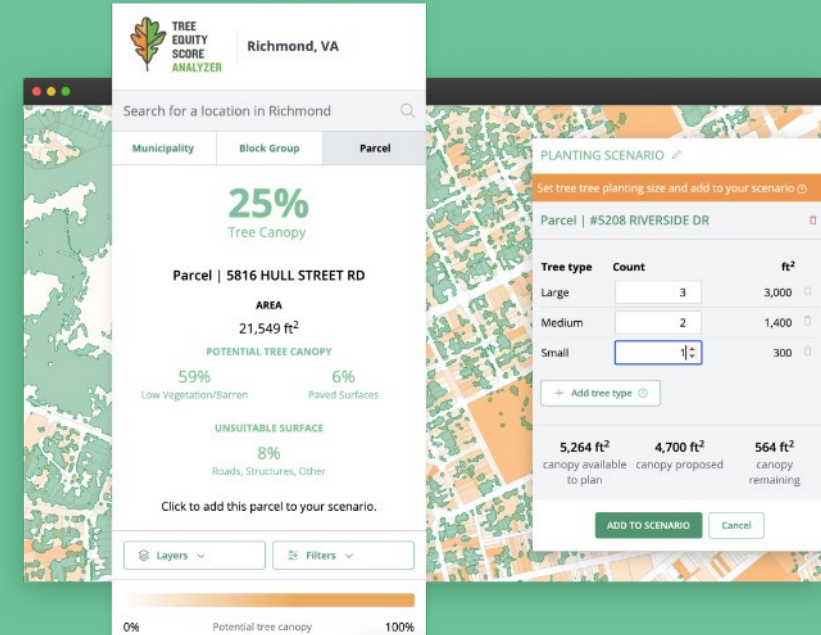 TREE
EQUITY
SCORE
ANALYZER
Richmond, VA
Search for a location in Richmond
Municipality Block Group Parcel
25%
Tree Canopy
Parcel | 5816 HULL STREET RD
AREA
21,549 ft²
POTENTIAL TREE CANOPY
59% 6%
Low Vegetation/Barren Paved Surfaces
UNSUITABLE SURFACE
8%
Roads, Structures, Other
Click to add this parcel to your scenario.
Layers Filters
0% Potential tree canopy 100%
PLANTING SCENARIO
Set tree tree planting size and add to your scenario
Parcel | #5208 RIVERSIDE DR
Tree type Count ft²
Large 3 3,000
Medium 2 1,400
Small 1 300
+ Add tree type
5,264 ft² 4,700 ft² 564 ft²
canopy available canopy proposed canopy
to plan remaining
ADD TO SCENARIO Cancel